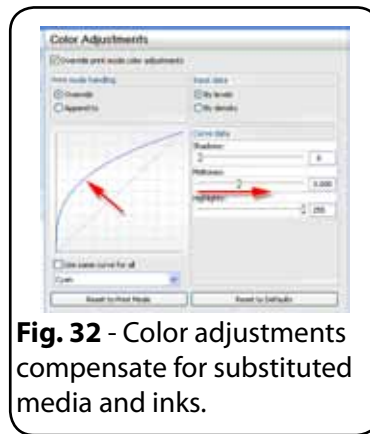 Color Adjustments
Override print mode color adjustments
Print mode handling
Input data
Override
By levels
Append to
By density
Curve data
Shadows:
0
Midtones:
Highlights:
255
Use same curve for all
Cyan
Reset to Print Mode
Reset to Defaults
Fig. 32 - Color adjustments
compensate for substituted
media and inks.